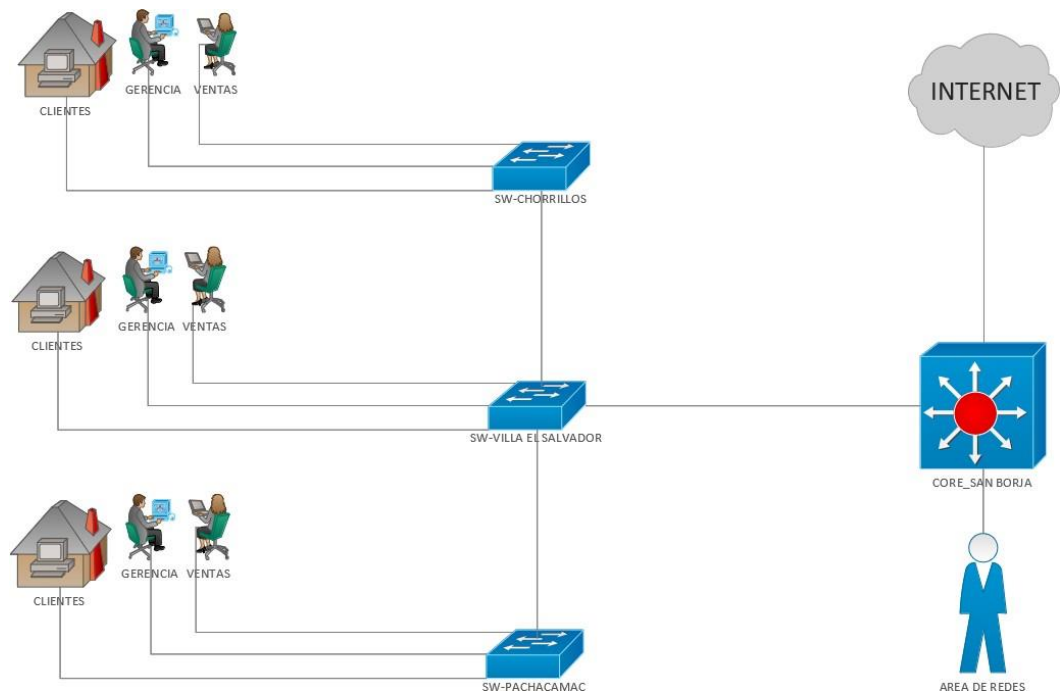 CLIENTES
GERENCIA
VENTAS
SW-CHORRILLOS
INTERNET
CLIENTES
GERENCIA
VENTAS
SW-VILLA EL SALVADOR
CORE_SAN BORJA
CLIENTES
GERENCIA
VENTAS
SW-PACHACAMAC
AREA DE REDES